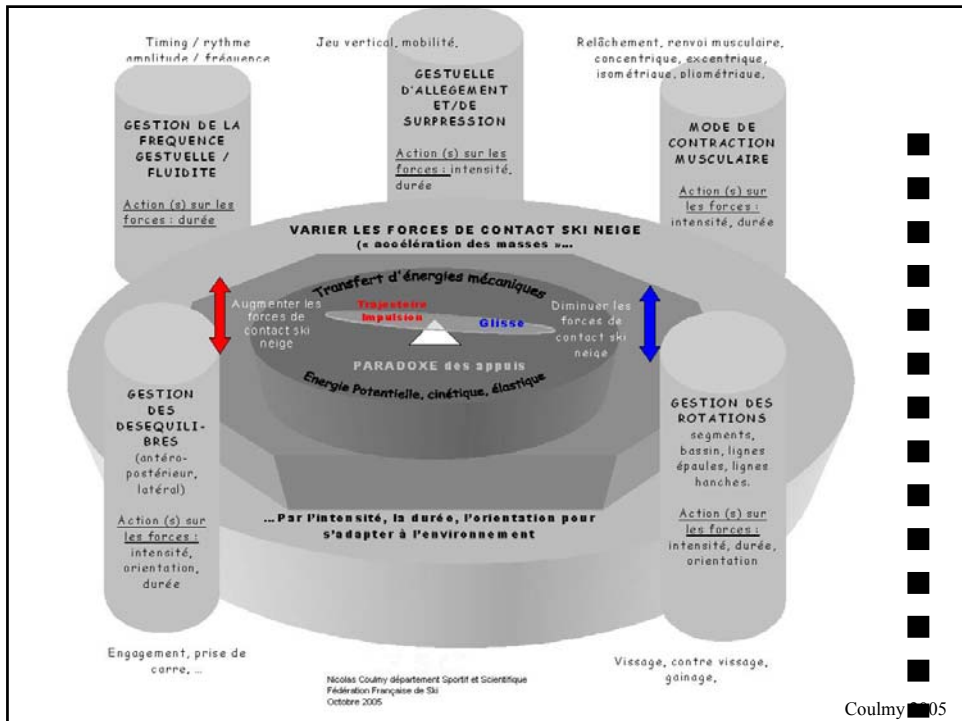 Timing / rythme
amplitude / fréquence
Jeu vertical, mobilité,
Relâchement, renvoi musculaire,
concentrique, excentrique,
isométrique, pliométrique,
GESTION DE LA
FREQUENCE
GESTUELLE /
FLUIDITE
Action (s) sur les
forces : durée
GESTUELLE
D'ALLEGEMENT
ET/DE
SURPRESSION
Action (s) sur les
forces : intensité,
durée
MODE DE
CONTRACTION
MUSCULAIRE
Action (s) sur
les forces :
intensité, durée
VARIER LES FORCES DE CONTACT SKI NEIGE
(« accélération des masses »...
Transfert d'énergies mécaniques
Augmenter les
forces de
contact ski
neige
Trajectoire
Impulsion
Glisse
Diminuer les
forces de
contact ski
neige
PARADOXE des appuis
Energie Potentielle, cinétique, élastique
GESTION
DES
DESEQUILI-
BRES
(antéro-
postérieur,
latéral)
Action (s) sur
les forces :
intensité,
orientation,
durée
GESTION DES
ROTATIONS
segments,
bassin, lignes
épaules, lignes
hanches.
Action (s) sur
les forces :
intensité, durée,
orientation
...Par l'intensité, la durée, l'orientation pour
s'adapter à l'environnement
Engagement, prise de
carre, ...
Vissage, contre vissage,
gainage,
Nicolas Coulmy département Sportif et Scientifique
Fédération Française de Ski
Octobre 2005
Coulmy 2005